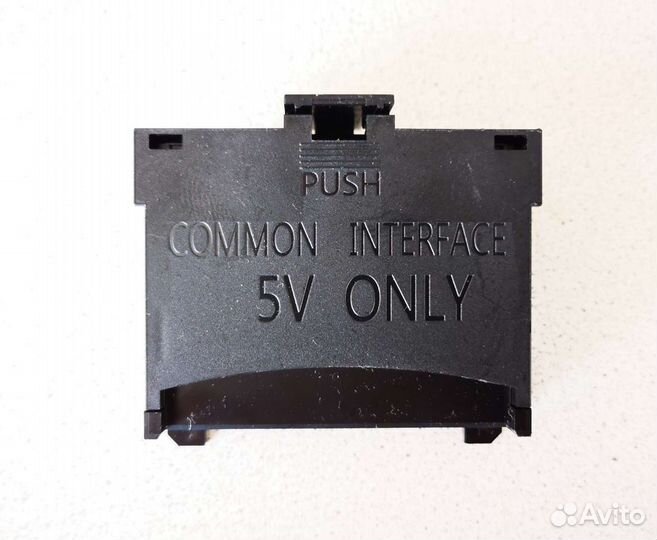 PUSH
COMMON INTERFACE
5V ONLY
Avito